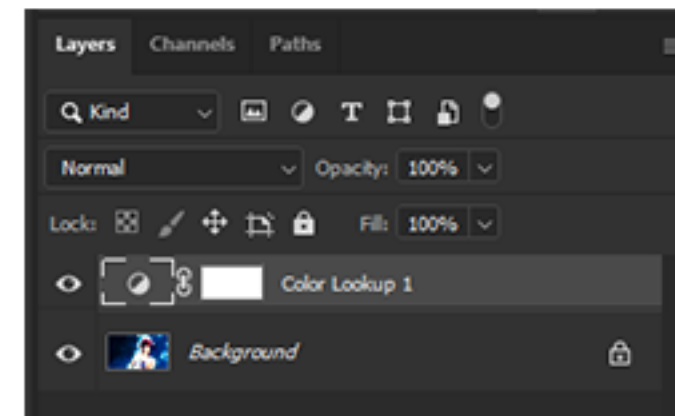 Layers Channels Paths
Kind T
Normal Opacity: 100%
Lock: Fill: 100%
Color Lookup 1
Background